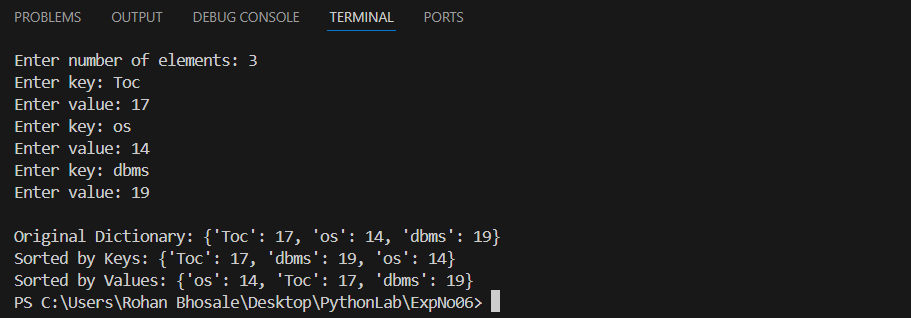 PROBLEMS OUTPUT DEBUG CONSOLE TERMINAL PORTS
Enter number of elements: 3
Enter key: Toc
Enter value: 17
Enter key: os
Enter value: 14
Enter key: dbms
Enter value: 19
Original Dictionary: {'Toc': 17, 'os': 14, 'dbms': 19}
Sorted by Keys: {'Toc': 17, 'dbms': 19, 'os': 14}
Sorted by Values: {'os': 14, 'Toc': 17, 'dbms': 19}
PS C:\Users\Rohan Bhosale\Desktop\PythonLab\ExpNo06>